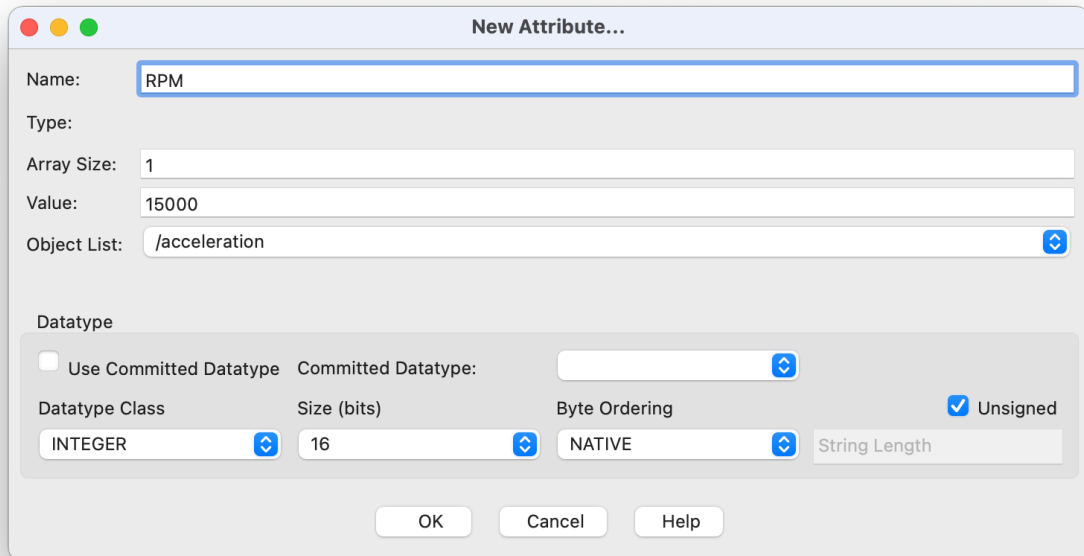 New Attribute...
Name: RPM
Type:
Array Size: 1
Value: 15000
Object List: /acceleration
Datatype
Use Committed Datatype Committed Datatype:
Datatype Class Size (bits) Byte Ordering Unsigned
INTEGER 16 NATIVE String Length
OK Cancel Help